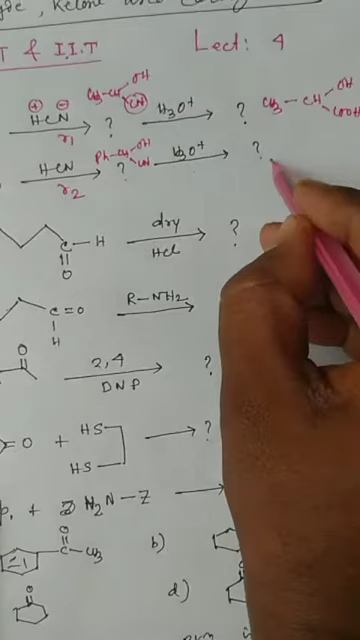 Ketone
T & I.I.T Lect: 4
CH3 – CH OH CN
⊕ ⊖
HCN r1 ? H3O+ ? CH3 – CH OH COOH
HCN r2 Ph – CH OH CN ? H3O+ ?
C – H O dry HCl ?
C = O H R – NH2
O 2,4 DNP ?
= O + HS HS ?
+ H2N – Z
O C – CH3 b)
O d)